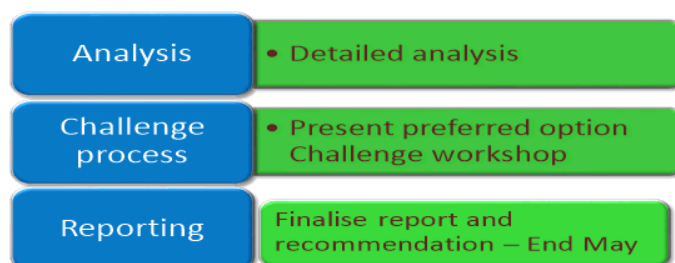 Analysis
• Detailed analysis
Challenge
process
• Present preferred option
Challenge workshop
Reporting
Finalise report and
recommendation – End May